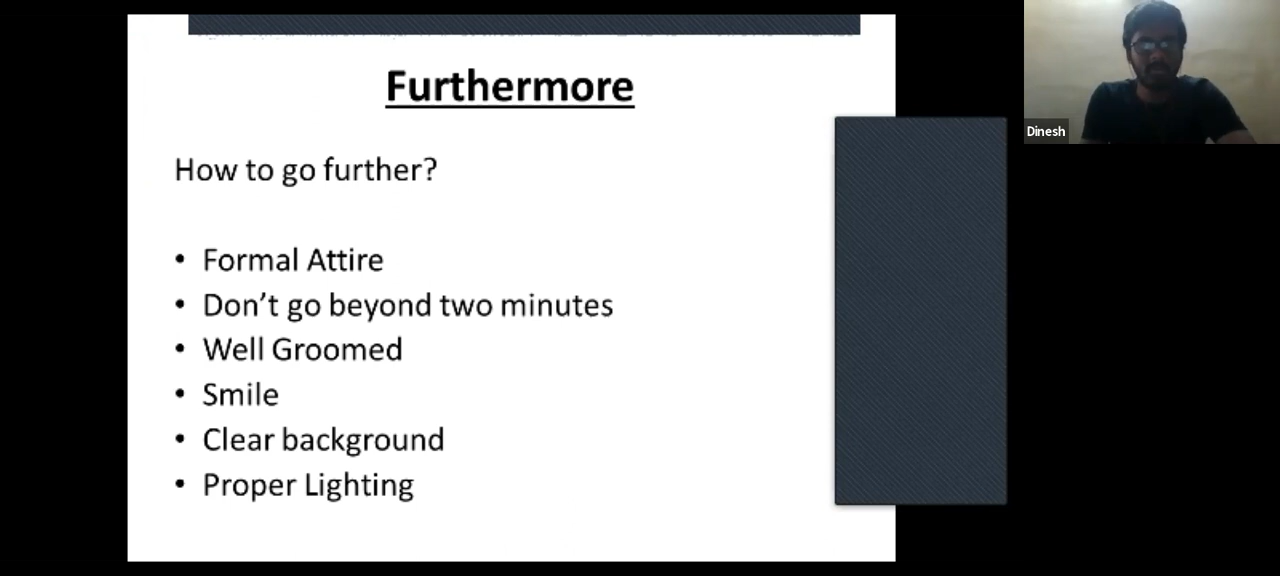 Furthermore
How to go further?
• Formal Attire
• Don’t go beyond two minutes
• Well Groomed
• Smile
• Clear background
• Proper Lighting
Dinesh